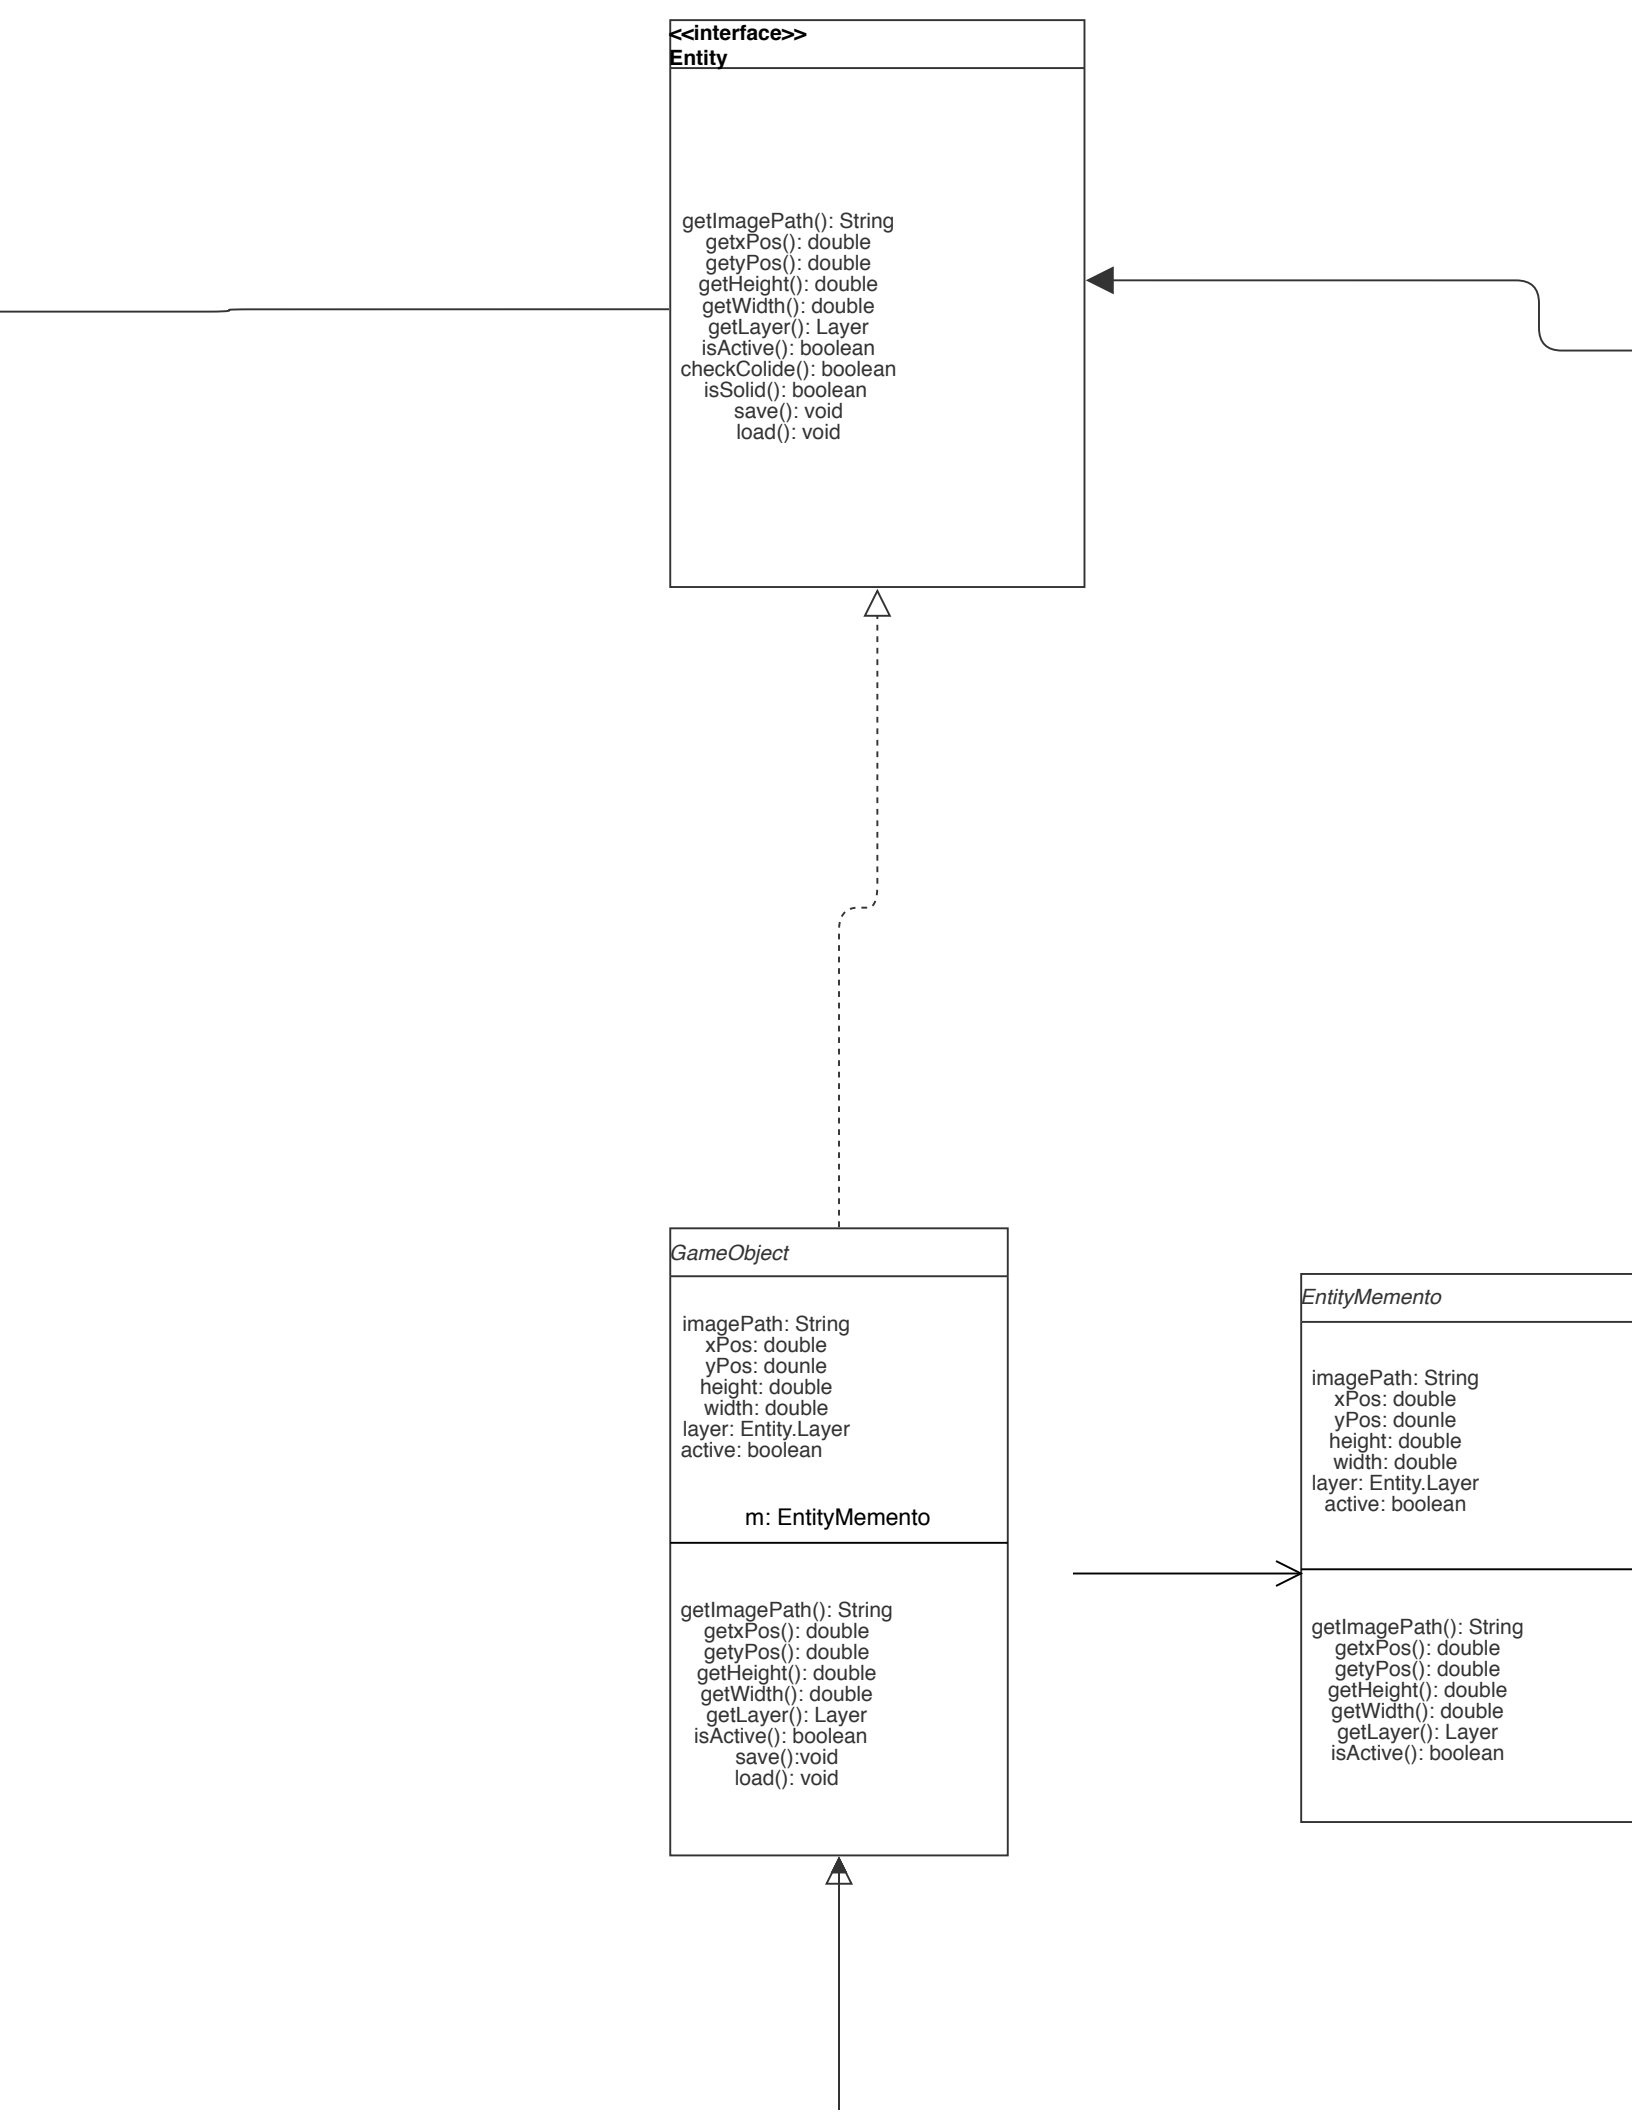 <<interface>>
Entity
getImagePath(): String
getxPos(): double
getyPos(): double
getHeight(): double
getWidth(): double
getLayer(): Layer
isActive(): boolean
checkColide(): boolean
isSolid(): boolean
save(): void
load(): void
GameObject
imagePath: String
xPos: double
yPos: dounle
height: double
width: double
layer: Entity.Layer
active: boolean
m: EntityMemento
getImagePath(): String
getxPos(): double
getyPos(): double
getHeight(): double
getWidth(): double
getLayer(): Layer
isActive(): boolean
save():void
load(): void
EntityMemento
imagePath: String
xPos: double
yPos: dounle
height: double
width: double
layer: Entity.Layer
active: boolean
getImagePath(): String
getxPos(): double
getyPos(): double
getHeight(): double
getWidth(): double
getLayer(): Layer
isActive(): boolean